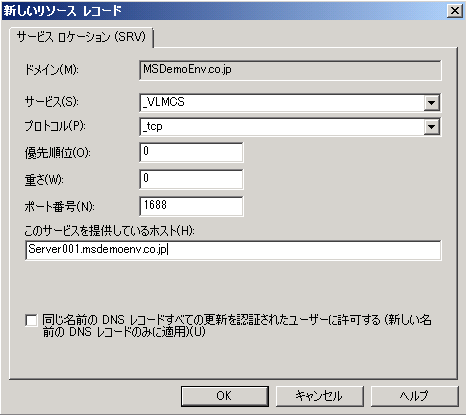 新しいリソース レコード
サービス ロケーション (SRV)
ドメイン(M):
MSDemoEnv.co.jp
サービス(S):
_VLMCS
プロトコル(P):
_tcp
優先順位(O):
0
重さ(W):
0
ポート番号(N):
1688
このサービスを提供しているホスト(H):
Server001.msdemoenv.co.jp
同じ名前の DNS レコードすべての更新を認証されたユーザーに許可する (新しい名
前の DNS レコードのみに適用)(U)
OK
キャンセル
ヘルプ